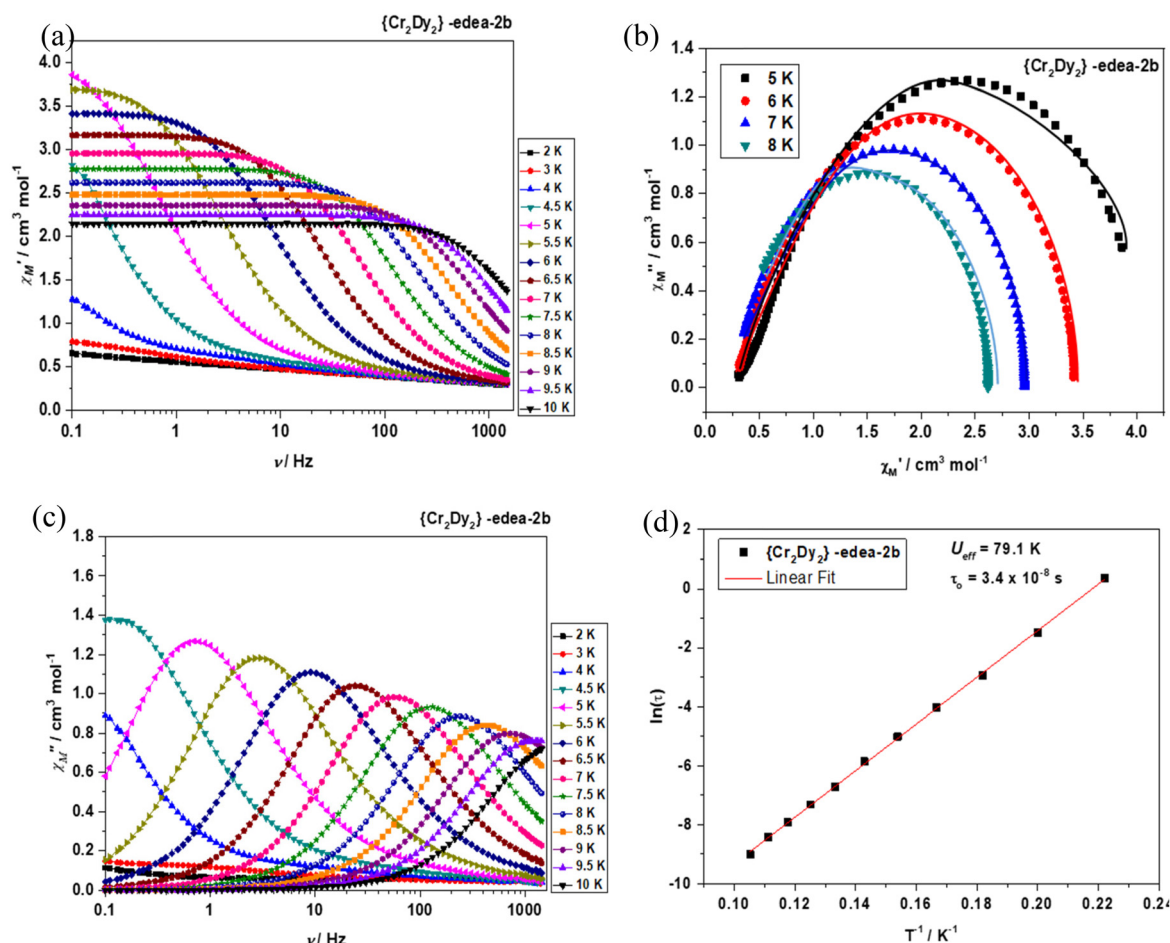 (a)
{Cr₂Dy₂} -edea-2b
χM' / cm³ mol⁻¹
4.0
3.5
3.0
2.5
2.0
1.5
1.0
0.5
0.0
0.1 1 10 100 1000
ν/ Hz
2 K
3 K
4 K
4.5 K
5 K
5.5 K
6 K
6.5 K
7 K
7.5 K
8 K
8.5 K
9 K
9.5 K
10 K
(b)
{Cr₂Dy₂} -edea-2b
5 K
6 K
7 K
8 K
χM'' / cm³ mol⁻¹
1.4
1.2
1.0
0.8
0.6
0.4
0.2
0.0
0.0 0.5 1.0 1.5 2.0 2.5 3.0 3.5 4.0
χM' / cm³ mol⁻¹
(c)
{Cr₂Dy₂} -edea-2b
χM'' / cm³ mol⁻¹
1.8
1.6
1.4
1.2
1.0
0.8
0.6
0.4
0.2
0.0
0.1 1 10 100 1000
ν/ Hz
2 K
3 K
4 K
4.5 K
5 K
5.5 K
6 K
6.5 K
7 K
7.5 K
8 K
8.5 K
9 K
9.5 K
10 K
(d)
{Cr₂Dy₂} -edea-2b
Linear Fit
Ueff = 79.1 K
τo = 3.4 x 10⁻⁸ s
ln(τ)
2
0
-2
-4
-6
-8
-10
0.10 0.12 0.14 0.16 0.18 0.20 0.22 0.24
T⁻¹ / K⁻¹